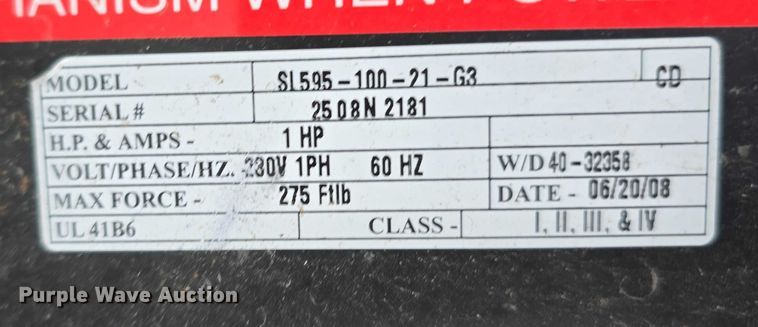 MODEL SL595-100-21-G3 CD
SERIAL # 2508N 2181
H.P. & AMPS - 1 HP
VOLT/PHASE/HZ. 230V 1PH 60 HZ W/D 40-32358
MAX FORCE - 275 Ftlb DATE - 06/20/08
UL 41B6 CLASS - I, II, III, & IV
Purple Wave Auction